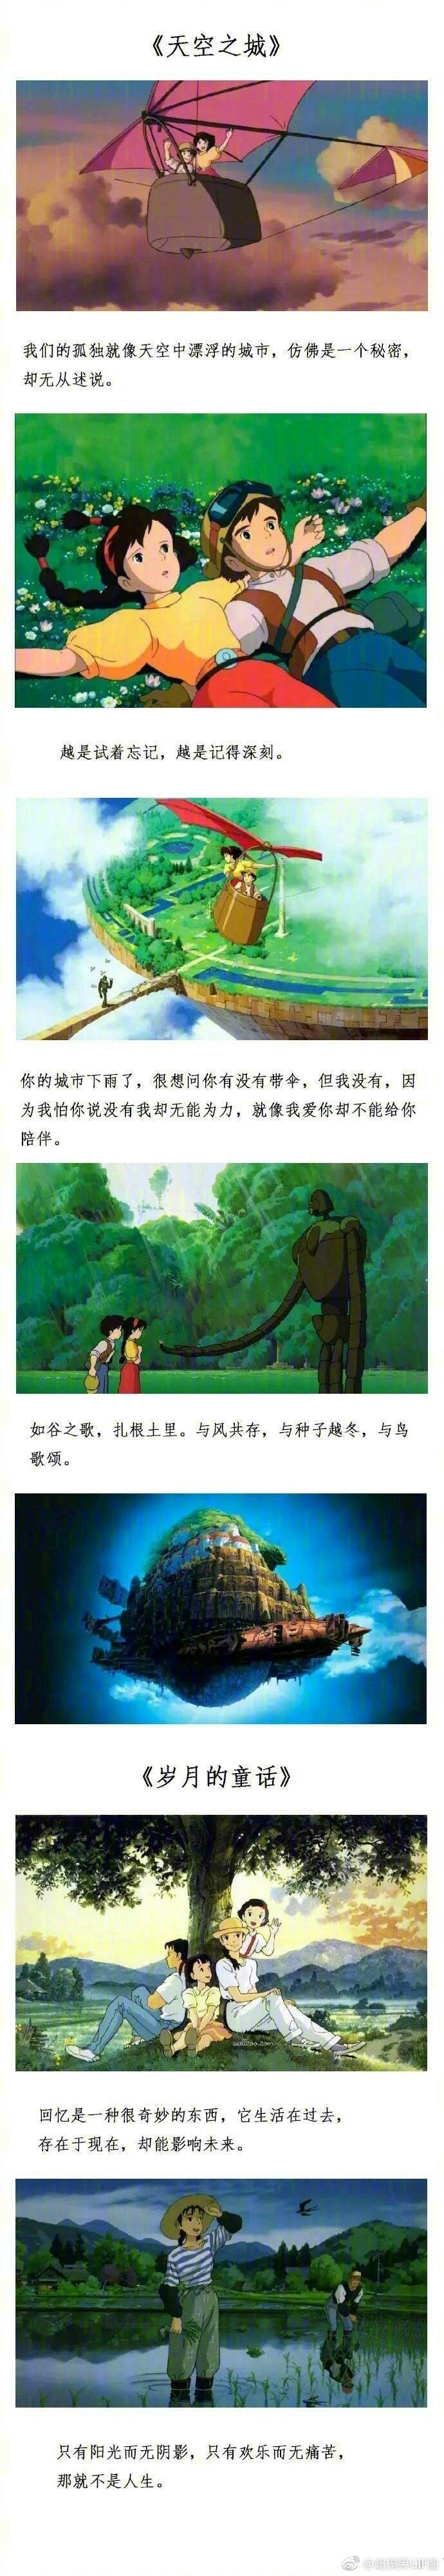 《天空之城》
我们的孤独就像天空中漂浮的城市，仿佛是一个秘密，
却无从述说。
越是试着忘记，越是记得深刻。
你的城市下雨了，很想问你有没有带伞，但我没有，因
为我怕你说没有我却无能为力，就像我爱你却不能给你
陪伴。
如谷之歌，扎根土里。与风共存，与种子越冬，与鸟
歌颂。
《岁月的童话》
回忆是一种很奇妙的东西，它生活在过去，
存在于现在，却能影响未来。
只有阳光而无阴影，只有欢乐而无痛苦，
那就不是人生。